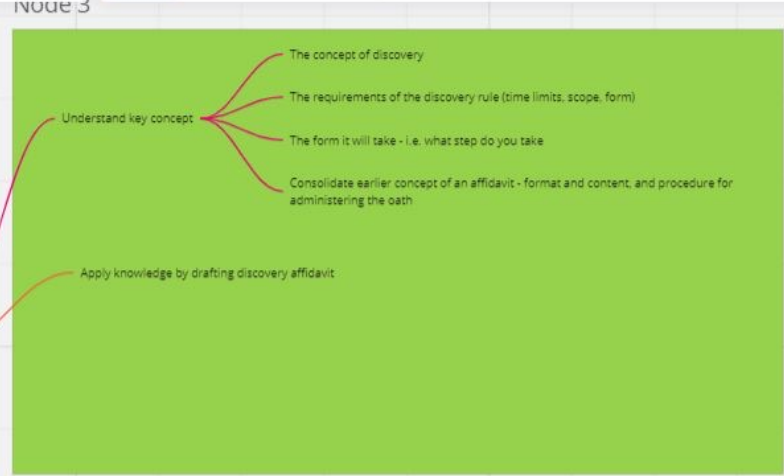 Node 3
The concept of discovery
The requirements of the discovery rule (time limits, scope, form)
Understand key concept
The form it will take - i.e. what step do you take
Consolidate earlier concept of an affidavit - format and content, and procedure for
administering the oath
Apply knowledge by drafting discovery affidavit